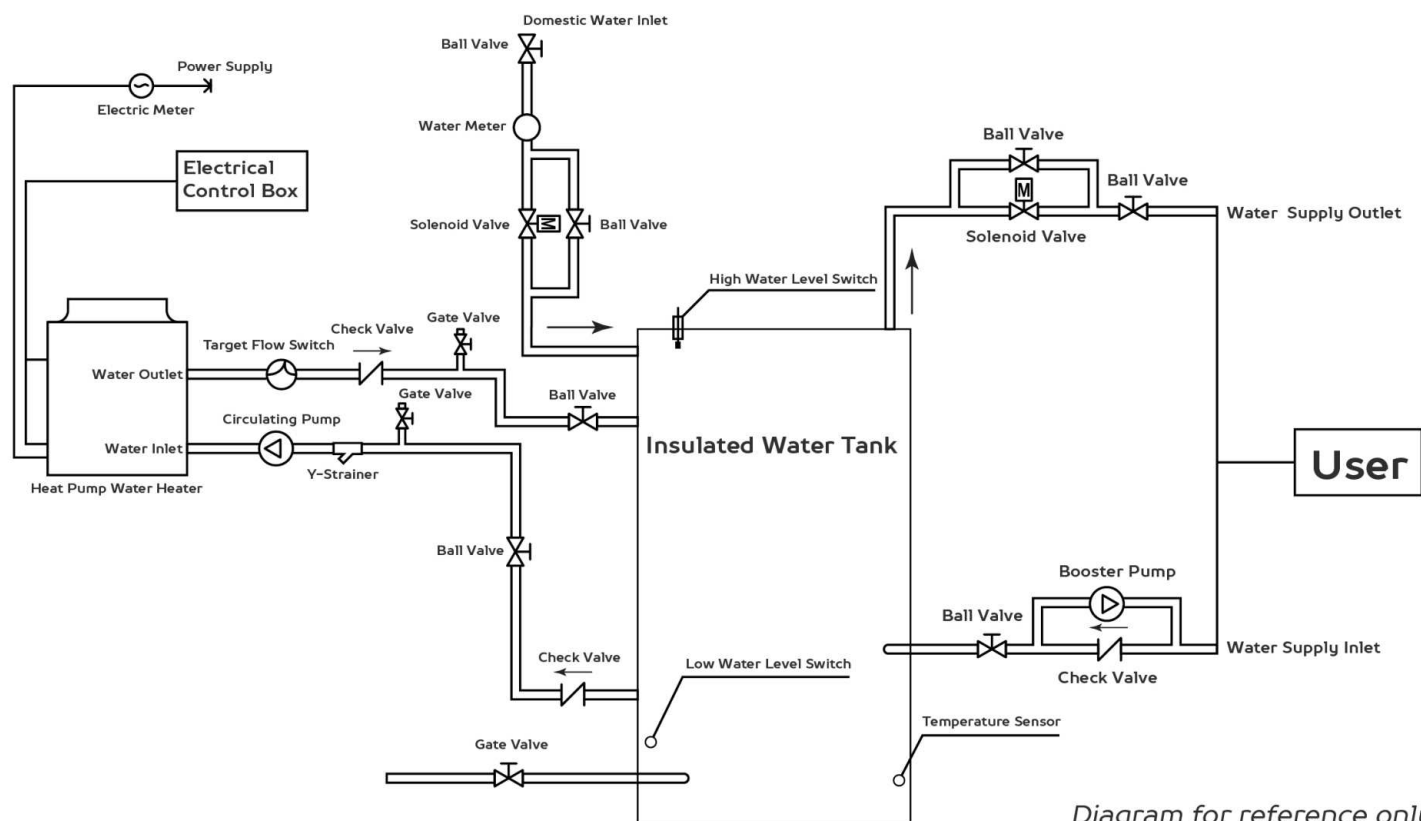 Domestic Water Inlet
Ball Valve
Power Supply
Electric Meter
Water Meter
Electrical
Control Box
Solenoid Valve
M
Ball Valve
Ball Valve
M
Ball Valve
Solenoid Valve
Water Supply Outlet
High Water Level Switch
Gate Valve
Check Valve
Target Flow Switch
Water Outlet
Gate Valve
Ball Valve
Circulating Pump
Water Inlet
Y-Strainer
Heat Pump Water Heater
Insulated Water Tank
User
Ball Valve
Booster Pump
Ball Valve
Water Supply Inlet
Check Valve
Check Valve
Low Water Level Switch
Temperature Sensor
Gate Valve
Diagram for reference only